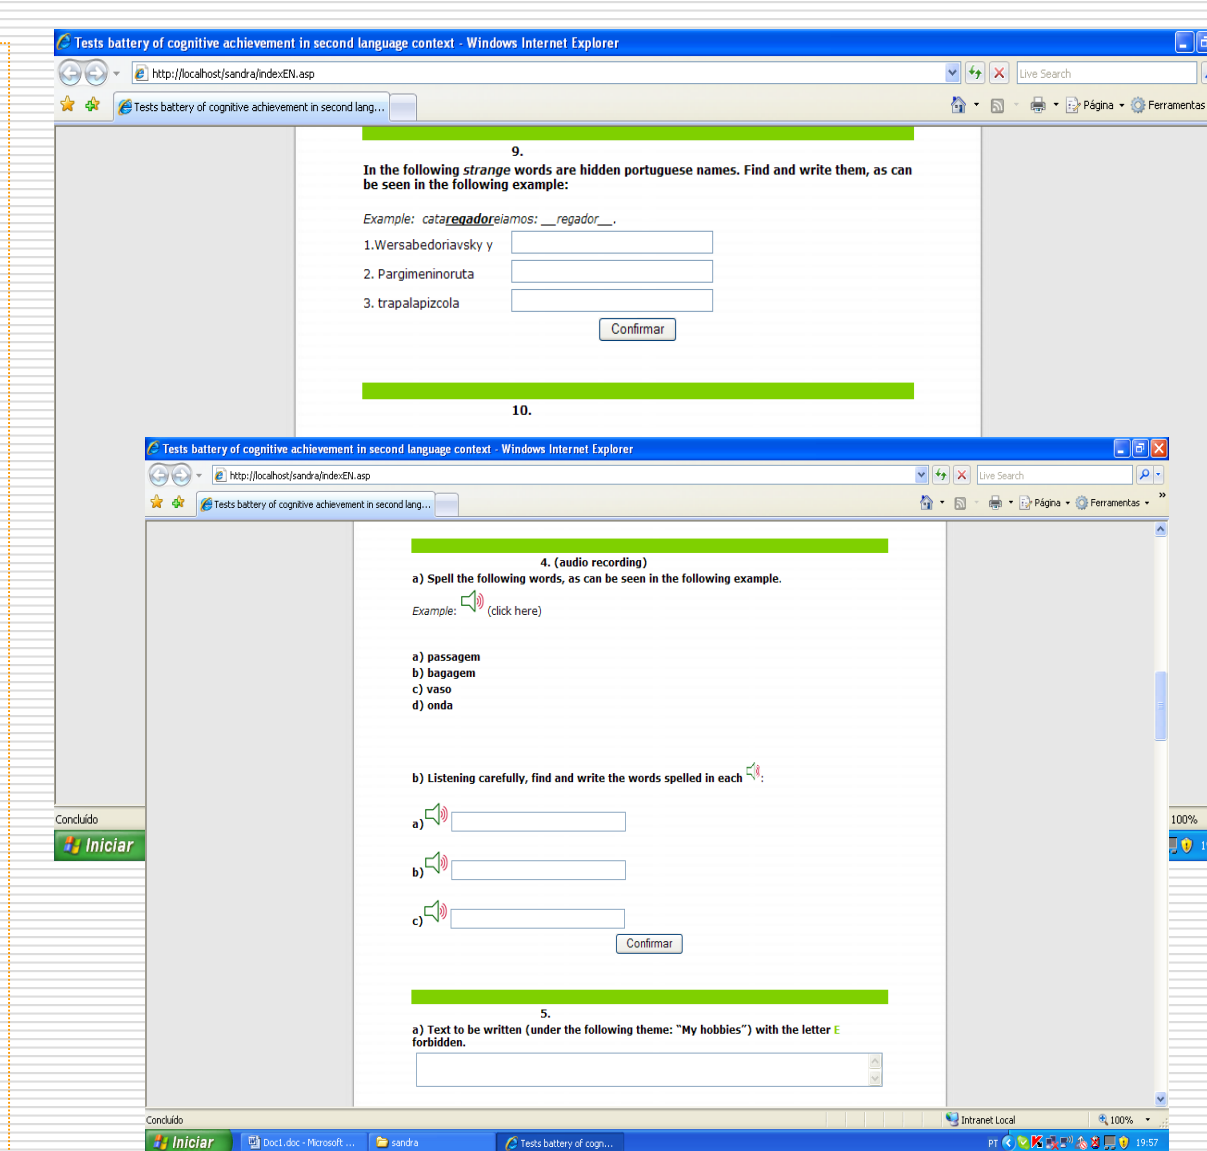 Tests battery of cognitive achievement in second language context - Windows Internet Explorer
http://localhost/sandra/indexEN.asp
Live Search
Tests battery of cognitive achievement in second lang...
Página
Ferramentas
9.
In the following strange words are hidden portuguese names. Find and write them, as can
be seen in the following example:
Example: cataregadoreiamos: __regador__.
1.Wersabedoriavsky y
2. Pargimeninoruta
3. trapalapizcola
Confirmar
10.
Tests battery of cognitive achievement in second language context - Windows Internet Explorer
http://localhost/sandra/indexEN.asp
Live Search
Tests battery of cognitive achievement in second lang...
Página
Ferramentas
4. (audio recording)
a) Spell the following words, as can be seen in the following example.
Example: (click here)
a) passagem
b) bagagem
c) vaso
d) onda
b) Listening carefully, find and write the words spelled in each :
a)
b)
c)
Confirmar
5.
a) Text to be written (under the following theme: "My hobbies") with the letter E
forbidden.
Concluído
100%
Iniciar
Concluído
Intranet Local
100%
Iniciar
Doc1.doc - Microsoft ...
sandra
Tests battery of cogn...
PT
19:57